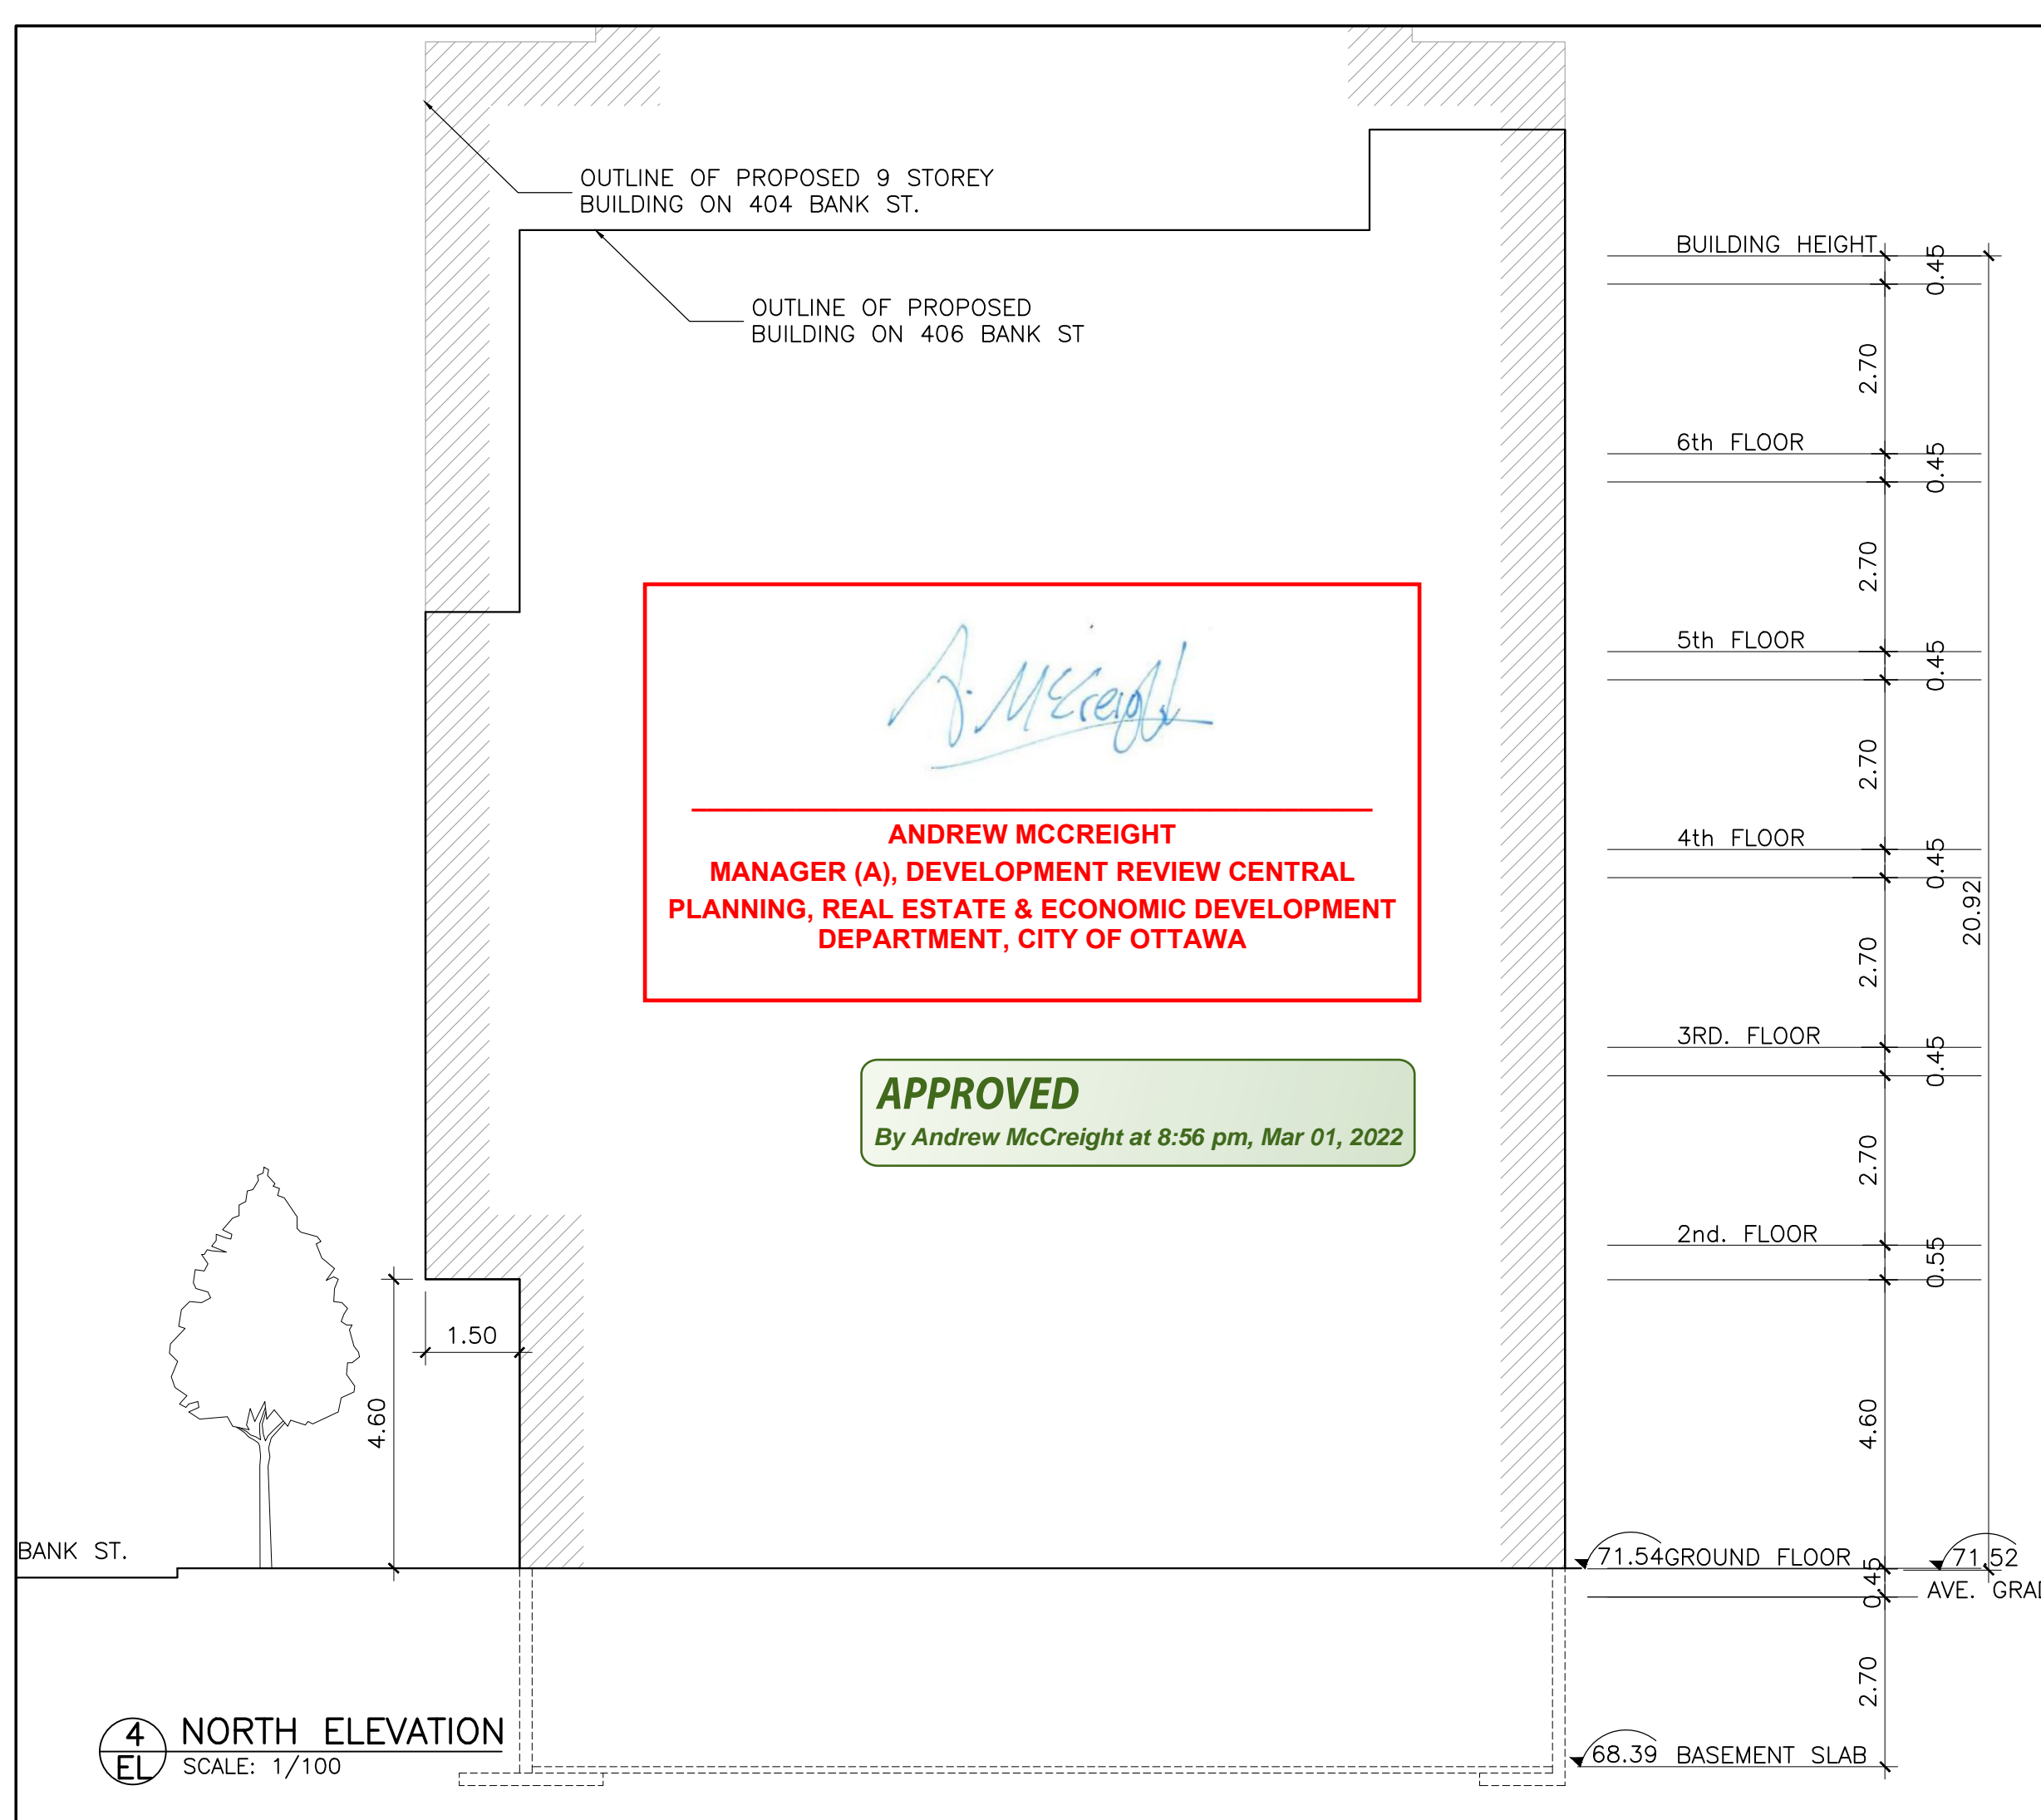 OUTLINE OF PROPOSED 9 STOREY
BUILDING ON 404 BANK ST.
OUTLINE OF PROPOSED
BUILDING ON 406 BANK ST
BUILDING HEIGHT
0.45
2.70
6th FLOOR
0.45
2.70
5th FLOOR
0.45
2.70
4th FLOOR
0.45
20.92
2.70
3RD. FLOOR
0.45
2.70
2nd. FLOOR
0.55
4.60
A. McCreight
ANDREW MCCREIGHT
MANAGER (A), DEVELOPMENT REVIEW CENTRAL
PLANNING, REAL ESTATE & ECONOMIC DEVELOPMENT
DEPARTMENT, CITY OF OTTAWA
APPROVED
By Andrew McCreight at 8:56 pm, Mar 01, 2022
1.50
4.60
BANK ST.
71.54 GROUND FLOOR
71.52
0.45
AVE. GRAD
2.70
68.39 BASEMENT SLAB
4
EL
NORTH ELEVATION
SCALE: 1/100